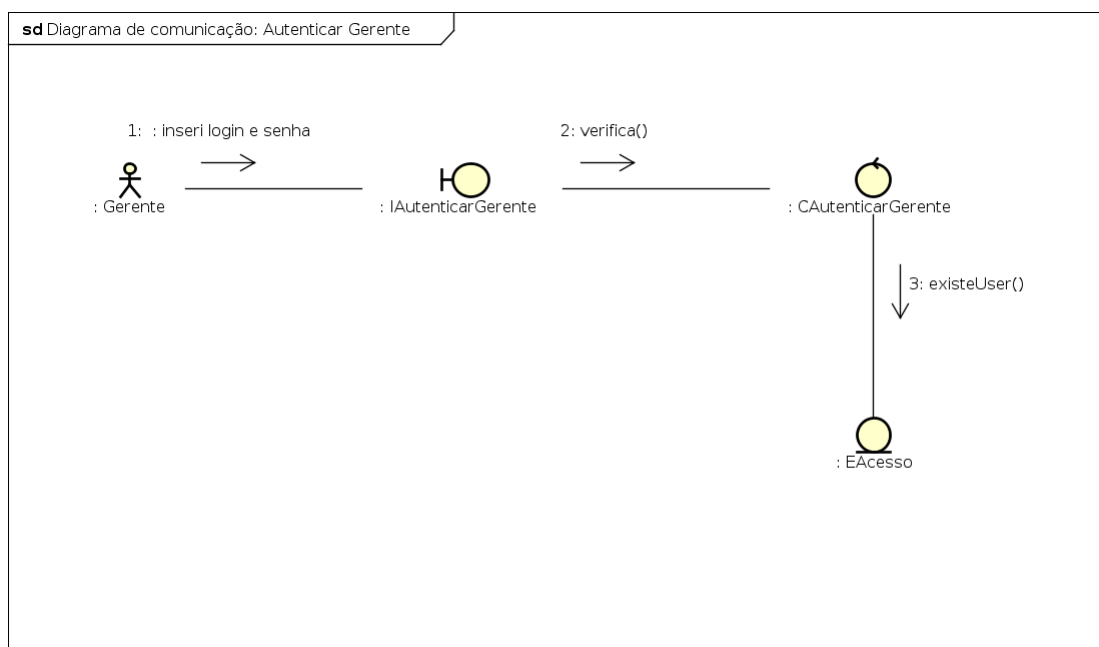 sd Diagrama de comunicação: Autenticar Gerente
1: : inseri login e senha
2: verifica()
: Gerente
: IAutenticarGerente
: CAutenticarGerente
3: existeUser()
: EAcesso